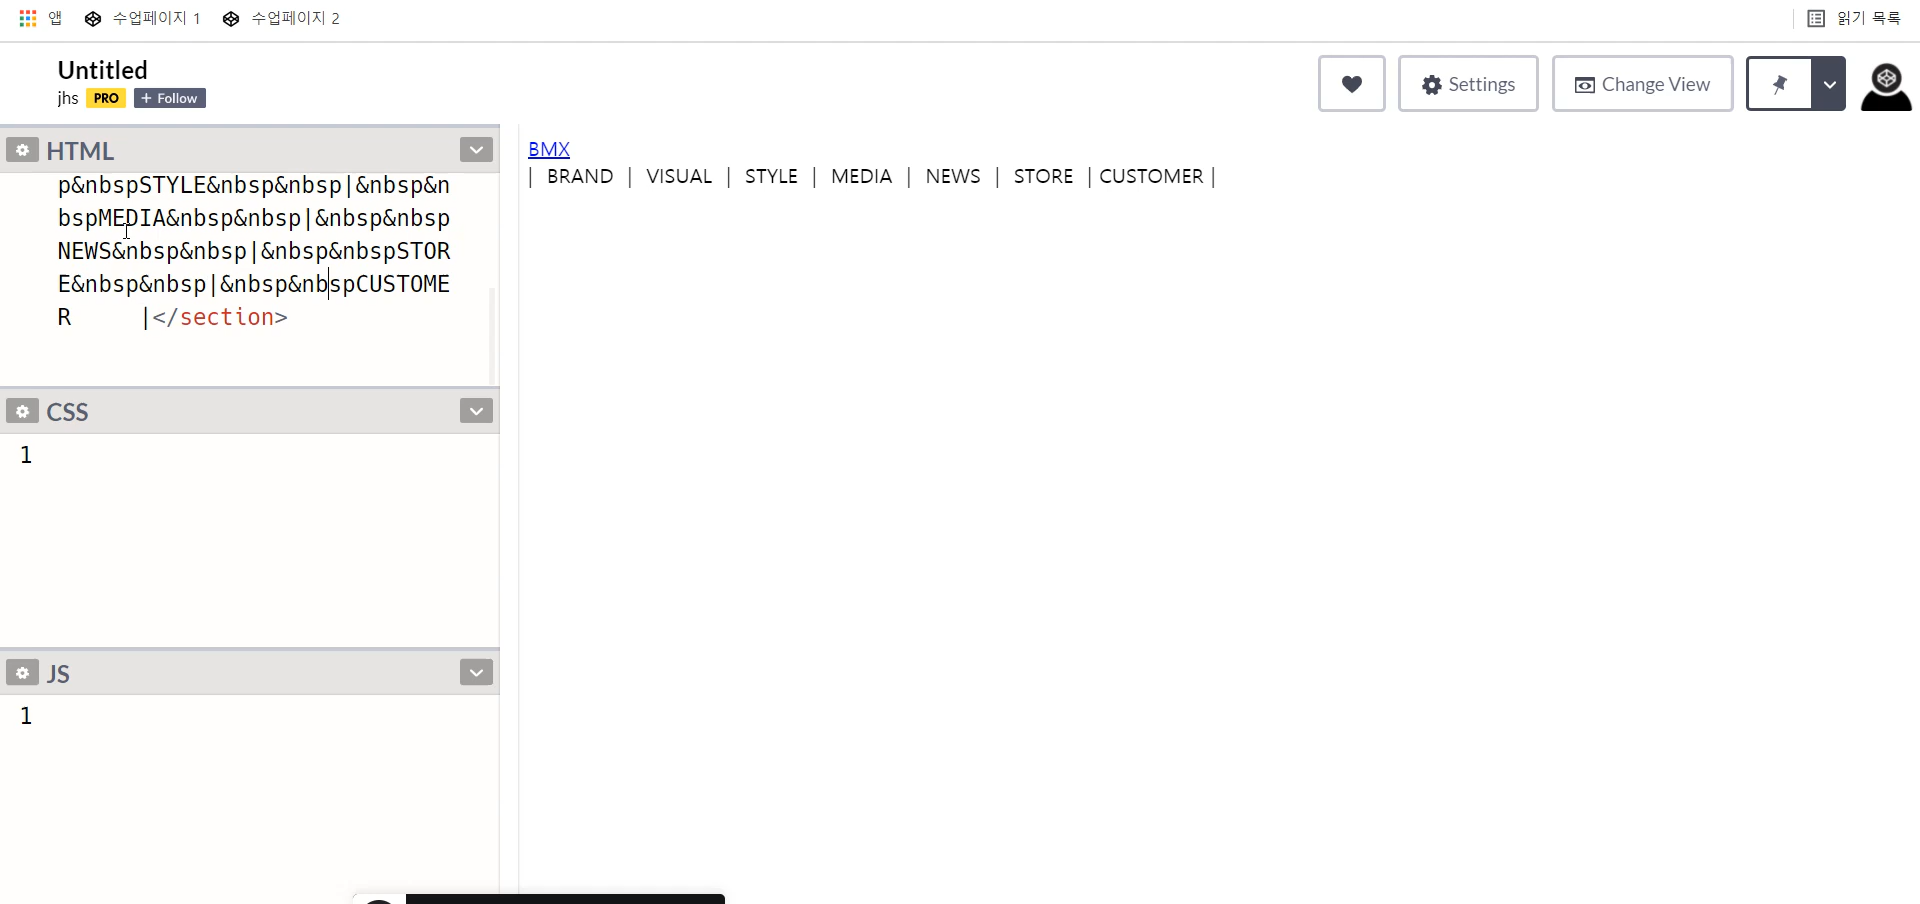 앱 수업페이지 1 수업페이지 2 읽기 목록
Untitled
jhs PRO + Follow
Settings Change View
HTML
p&nbspSTYLE&nbsp&nbsp|&nbsp&n
bspMEDIA&nbsp&nbsp|&nbsp&nbsp
NEWS&nbsp&nbsp|&nbsp&nbspSTOR
E&nbsp&nbsp|&nbsp&nbspCUSTOME
R |</section>
CSS
1
JS
1
BMX
| BRAND | VISUAL | STYLE | MEDIA | NEWS | STORE | CUSTOMER |